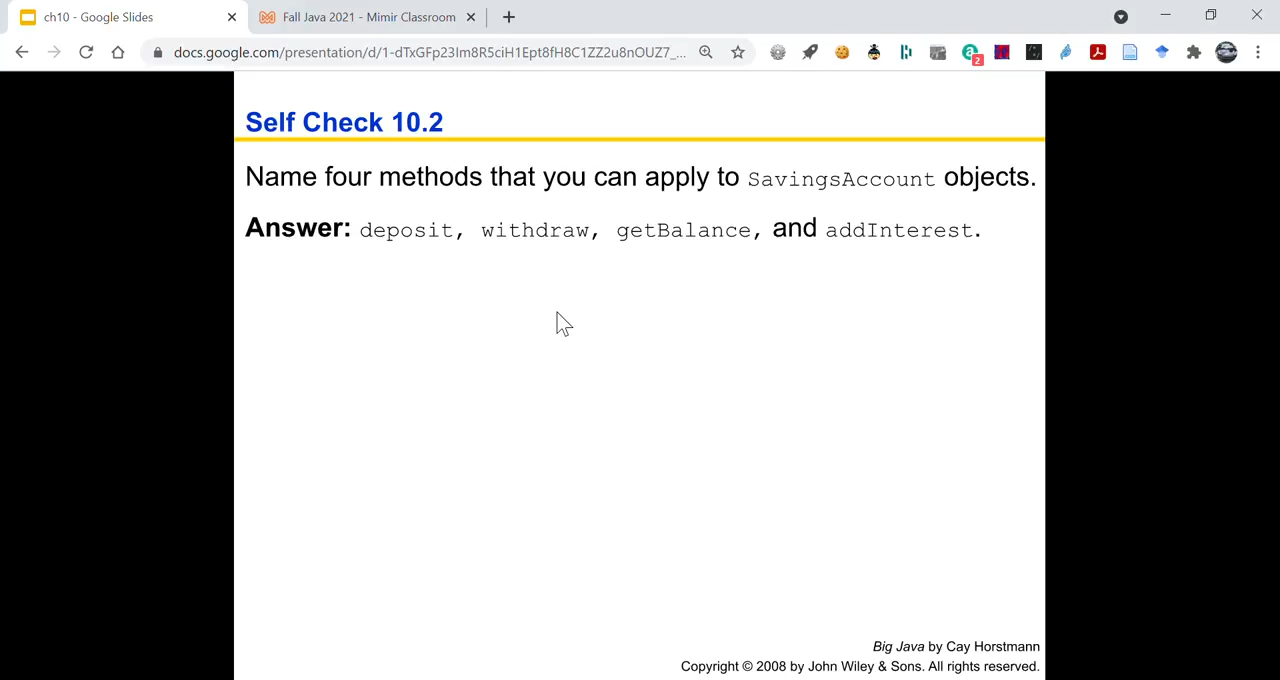 ch10 - Google Slides
Fall Java 2021 - Mimir Classroom
docs.google.com/presentation/d/1-dTxGFp23Im8R5ciH1Ept8fH8C1ZZ2u8nOUZ7_...
2
Self Check 10.2
Name four methods that you can apply to SavingsAccount objects.
Answer: deposit, withdraw, getBalance, and addInterest.
Big Java by Cay Horstmann
Copyright © 2008 by John Wiley & Sons. All rights reserved.